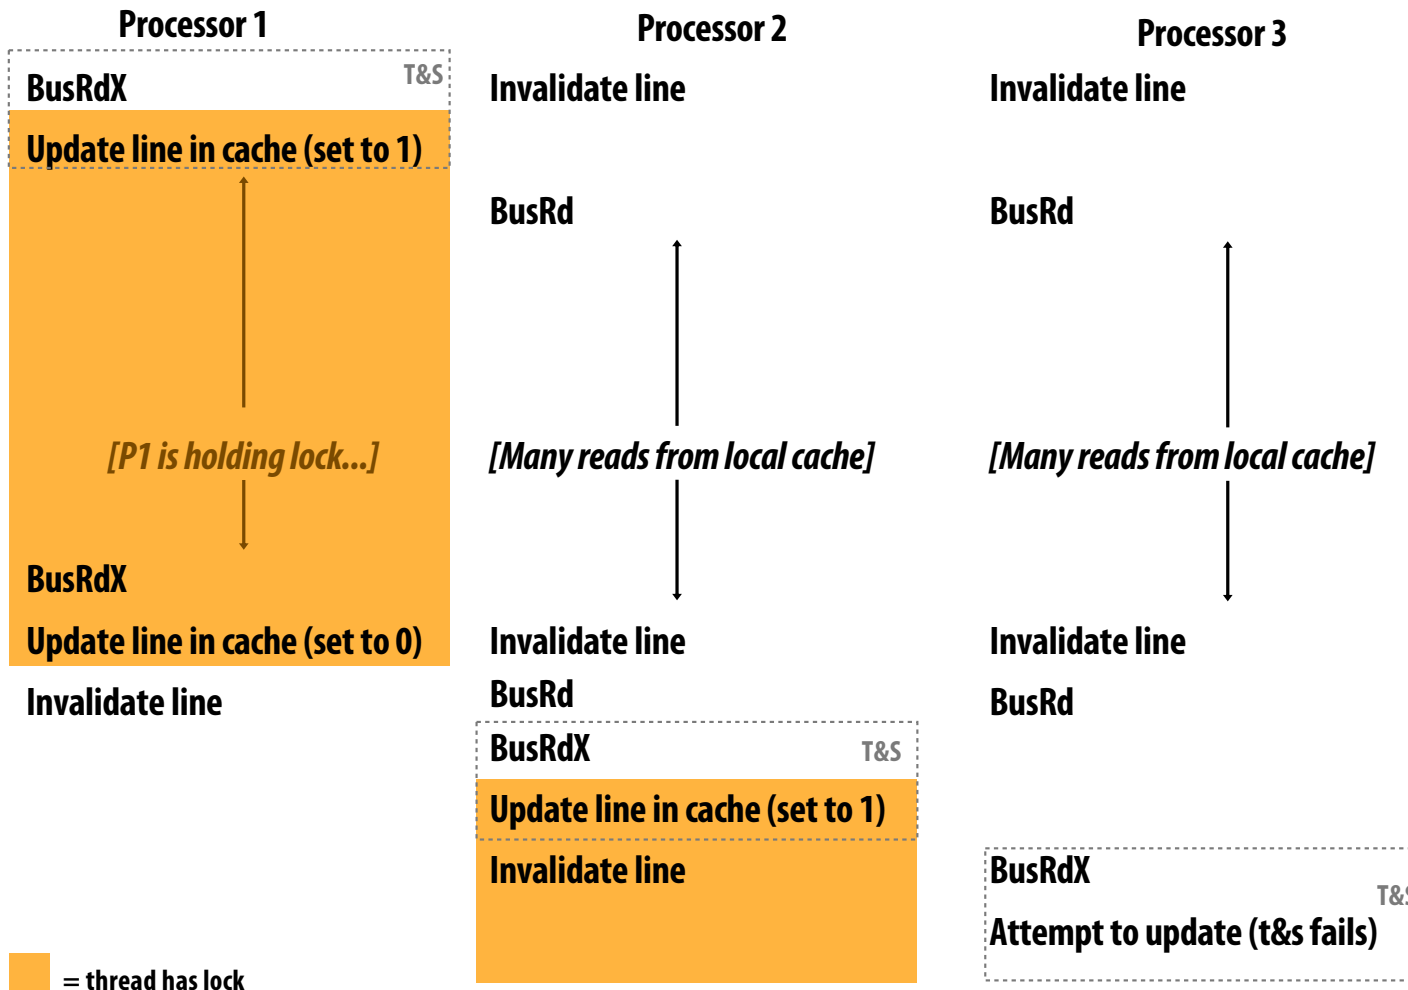 Processor 1
BusRdX
T&S
Update line in cache (set to 1)
[P1 is holding lock...]
BusRdX
Update line in cache (set to 0)
Invalidate line
Processor 2
Invalidate line
BusRd
[Many reads from local cache]
Invalidate line
BusRd
BusRdX
T&S
Update line in cache (set to 1)
Invalidate line
Processor 3
Invalidate line
BusRd
[Many reads from local cache]
Invalidate line
BusRd
BusRdX
T&S
Attempt to update (t&s fails)
= thread has lock